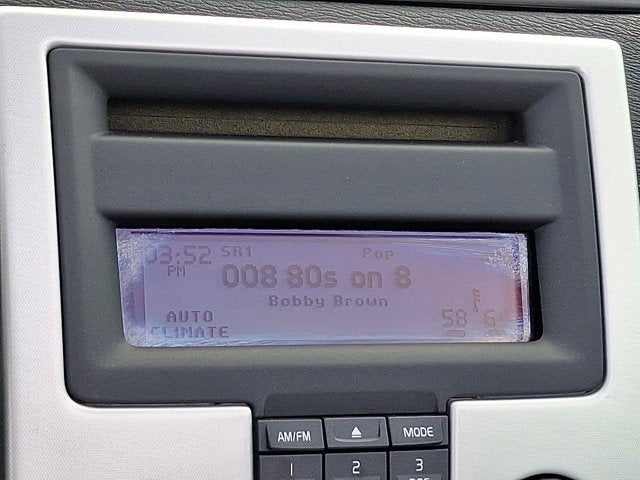 03:52 SR1 Pop
PM
008 80s on 8
Bobby Brown
AUTO
CLIMATE
58
AM/FM MODE
1 2 3